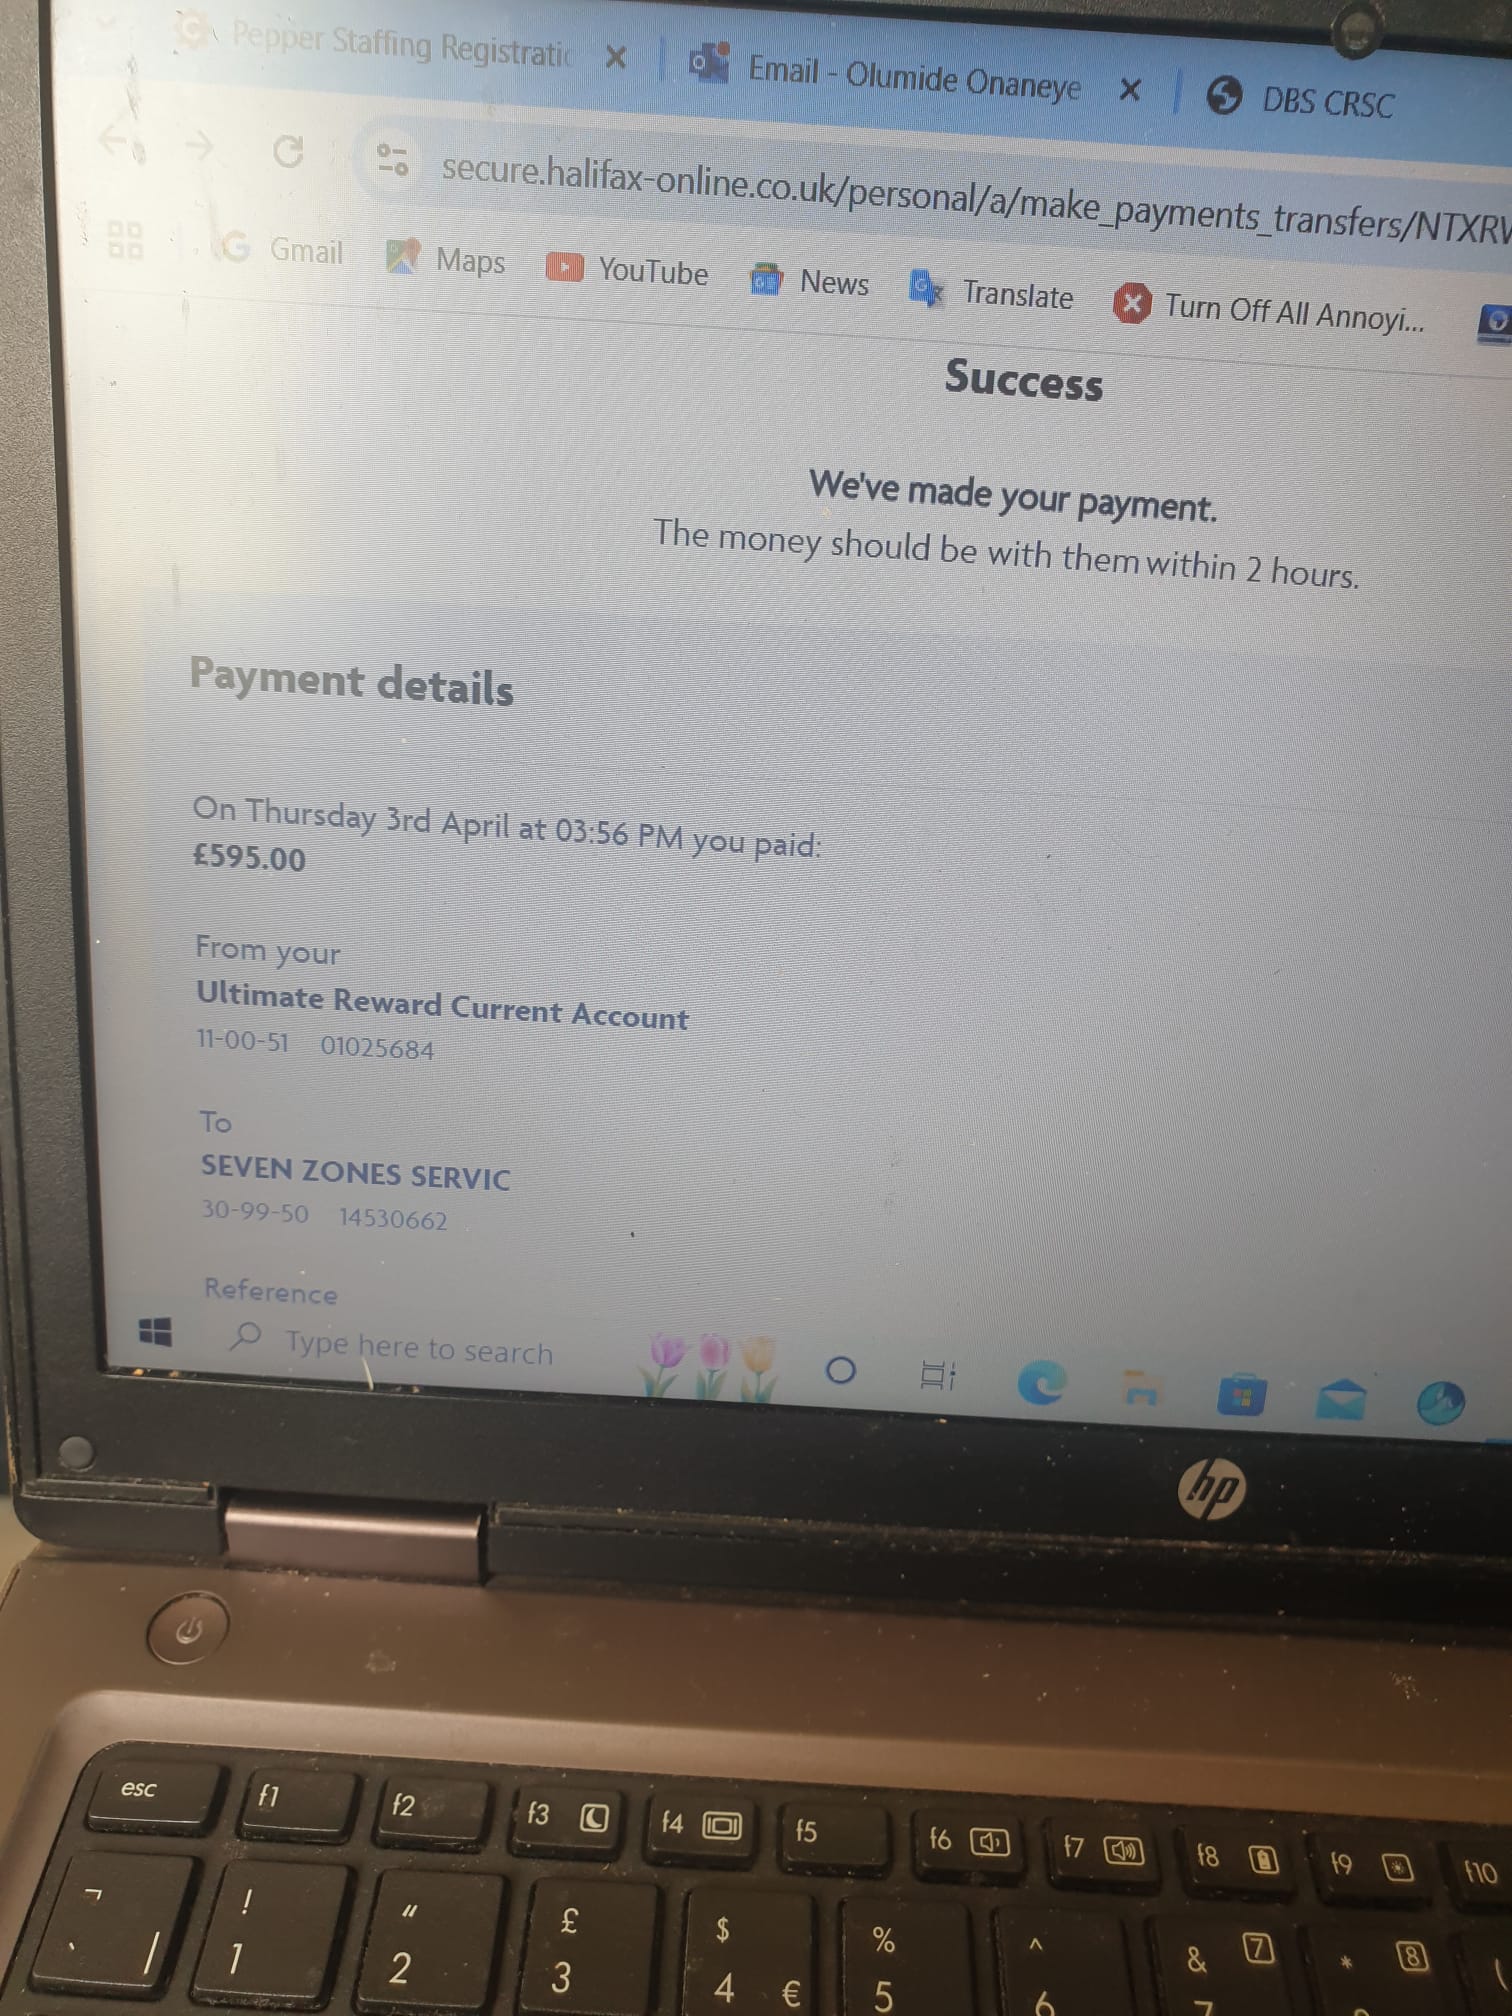 Pepper Staffing Registratic
Email - Olumide Onaneye
DBS CRSC
secure.halifax-online.co.uk/personal/a/make_payments_transfers/NTXRV
Gmail
Maps
YouTube
News
Translate
Turn Off All Annoyi...
Success
We've made your payment.
The money should be with them within 2 hours.
Payment details
On Thursday 3rd April at 03:56 PM you paid:
£595.00
From your
Ultimate Reward Current Account
11-00-51 01025684
To
SEVEN ZONES SERVIC
30-99-50 14530662
Reference
Type here to search
hp
esc f1 f2 f3 f4 f5 f6 f7 f8 f9 f10
¬ ! " £ $ % ^ & 7 * 8 (
` | 1 2 3 4 € 5 6 7